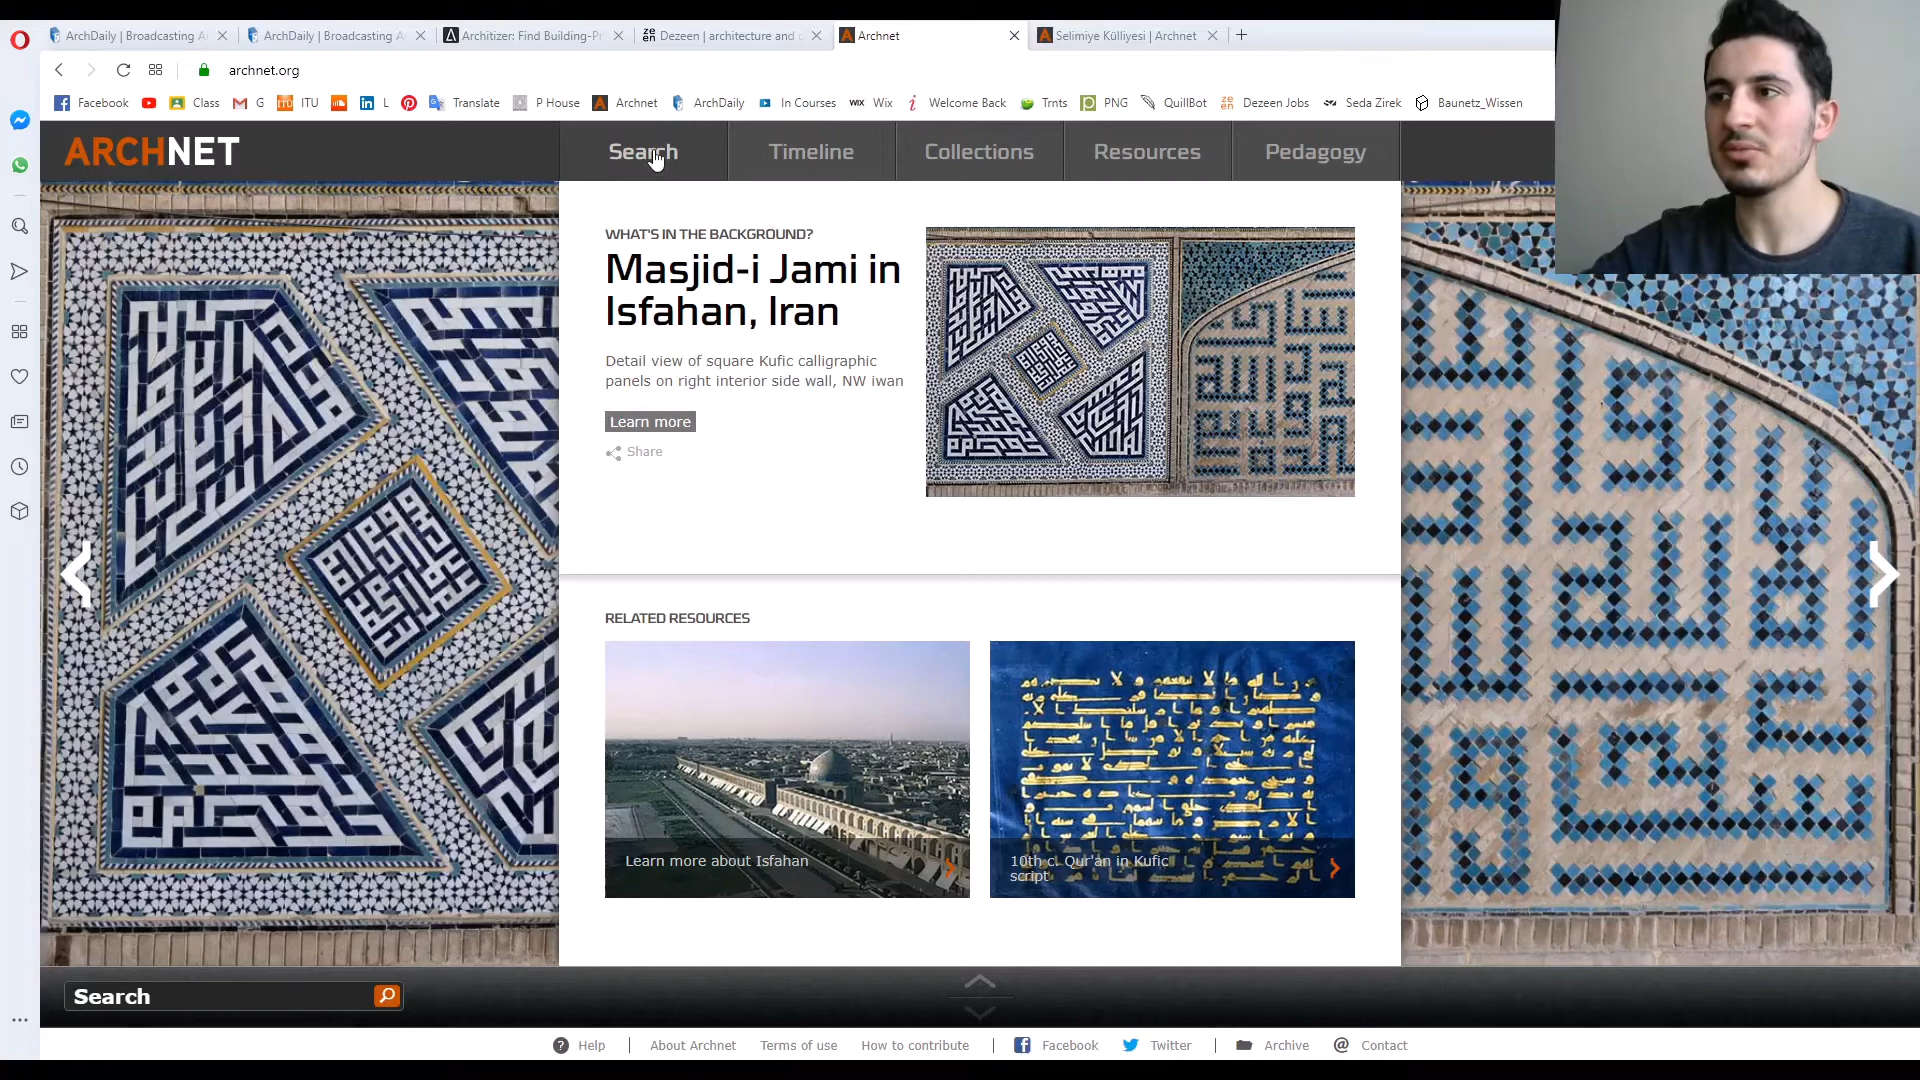 ArchDaily | Broadcasting A
ArchDaily | Broadcasting A
Architizer: Find Building-Pr
Dezeen | architecture and d
Archnet
Selimiye Külliyesi | Archnet
archnet.org
Facebook
Class
G
ITU
L
Translate
P House
Archnet
ArchDaily
In Courses
Wix
Welcome Back
Trnts
PNG
QuillBot
Dezeen Jobs
Seda Zirek
Baunetz_Wissen
ARCHNET
Search
Timeline
Collections
Resources
Pedagogy
WHAT'S IN THE BACKGROUND?
Masjid-i Jami in
Isfahan, Iran
Detail view of square Kufic calligraphic
panels on right interior side wall, NW iwan
Learn more
Share
RELATED RESOURCES
Learn more about Isfahan
10th c. Qur'an in Kufic
script
Search
Help
About Archnet
Terms of use
How to contribute
Facebook
Twitter
Archive
Contact